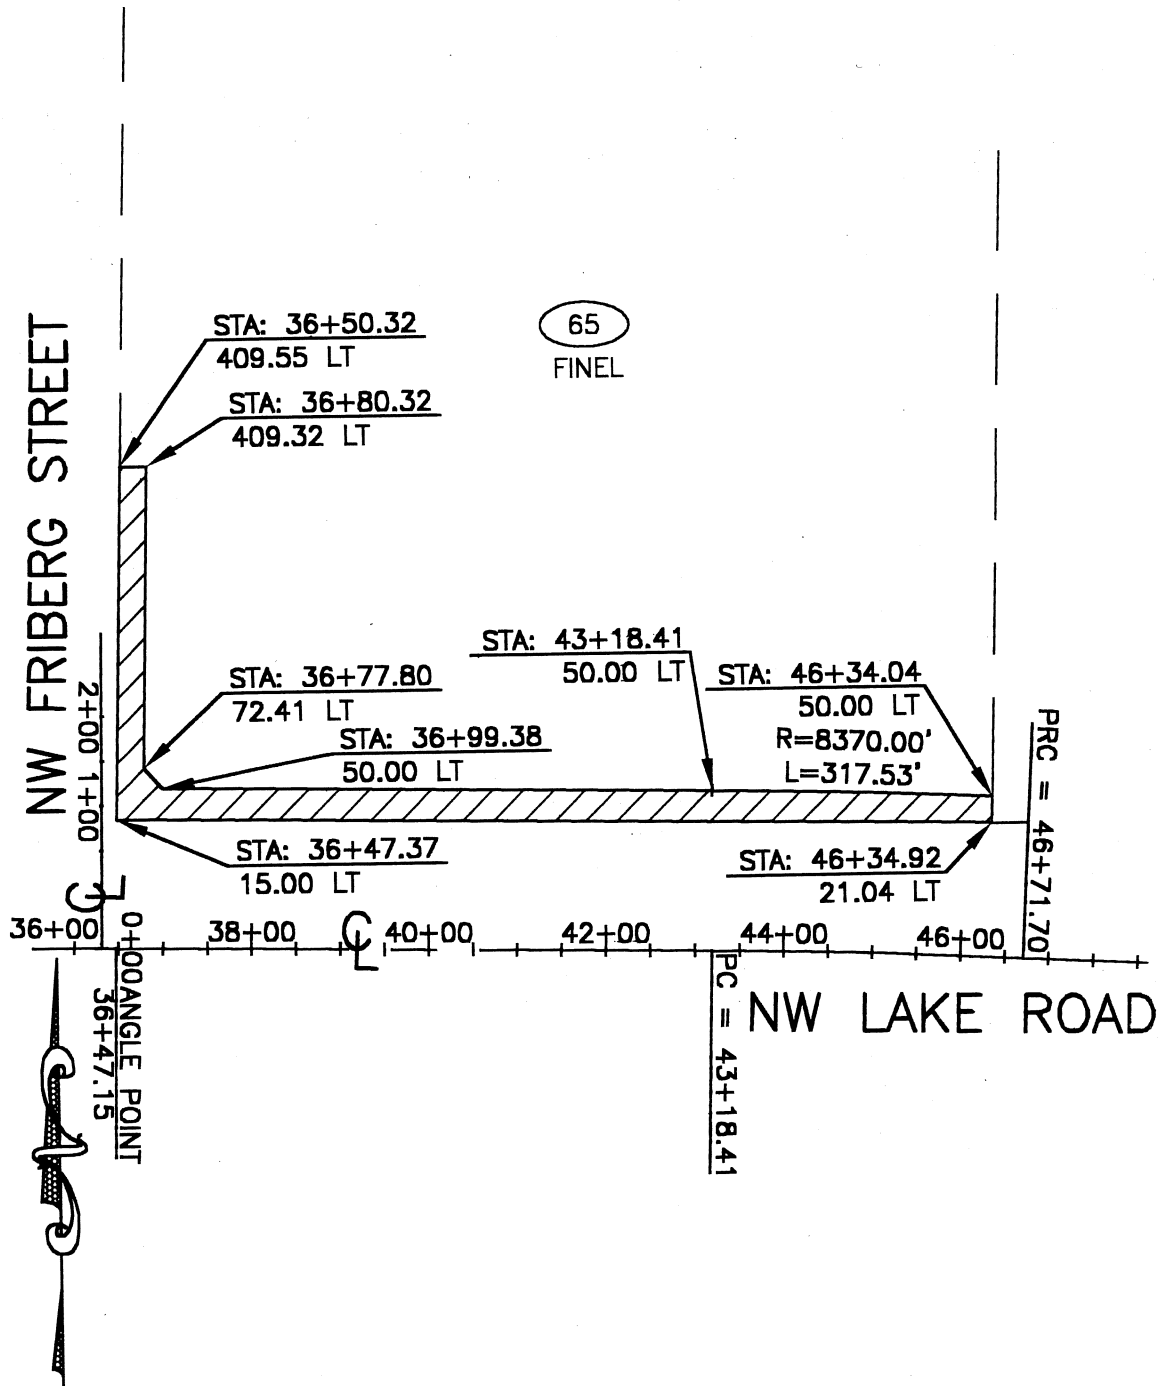 STA: 36+50.32
409.55 LT
65
FINEL
STA: 36+80.32
409.32 LT
NW FRIBERG STREET
STA: 43+18.41
50.00 LT
STA: 36+77.80
72.41 LT
STA: 46+34.04
50.00 LT
R=8370.00'
L=317.53'
STA: 36+99.38
50.00 LT
2+00
1+00
0+00
PRC = 46+71.70
STA: 36+47.37
15.00 LT
STA: 46+34.92
21.04 LT
CL
36+00
38+00
CL
40+00
42+00
44+00
46+00
ANGLE POINT
36+47.15
PC = 43+18.41
NW LAKE ROAD